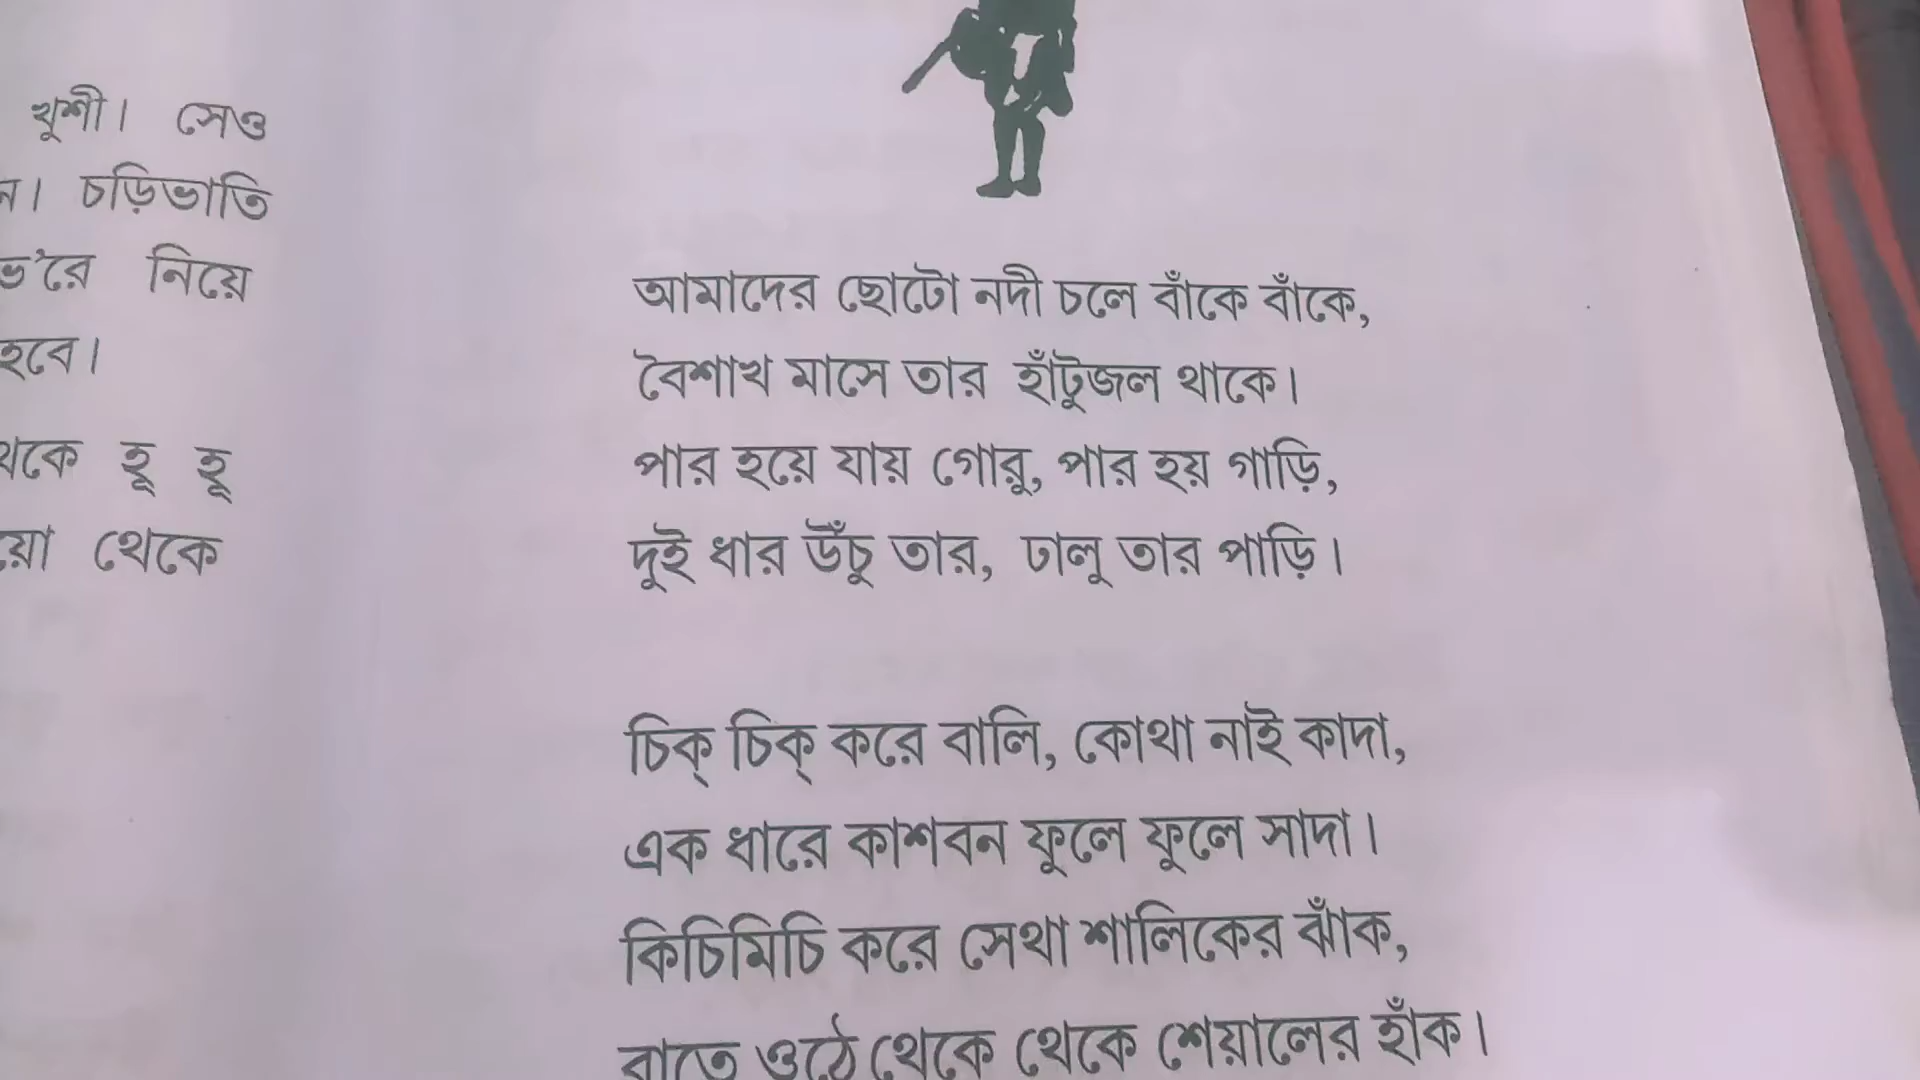 খুশী। সেও
চড়িভাতি
ভ'রে নিয়ে
হবে।
থেকে হূ হূ
থেকে
আমাদের ছোটো নদী চলে বাঁকে বাঁকে,
বৈশাখ মাসে তার হাঁটুজল থাকে।
পার হয়ে যায় গোরু, পার হয় গাড়ি,
দুই ধার উঁচু তার, ঢালু তার পাড়ি।
চিক্ চিক্ করে বালি, কোথা নাই কাদা,
এক ধারে কাশবন ফুলে ফুলে সাদা।
কিচিমিচি করে সেথা শালিকের ঝাঁক,
রাতে ওঠে থেকে থেকে শেয়ালের হাঁক।